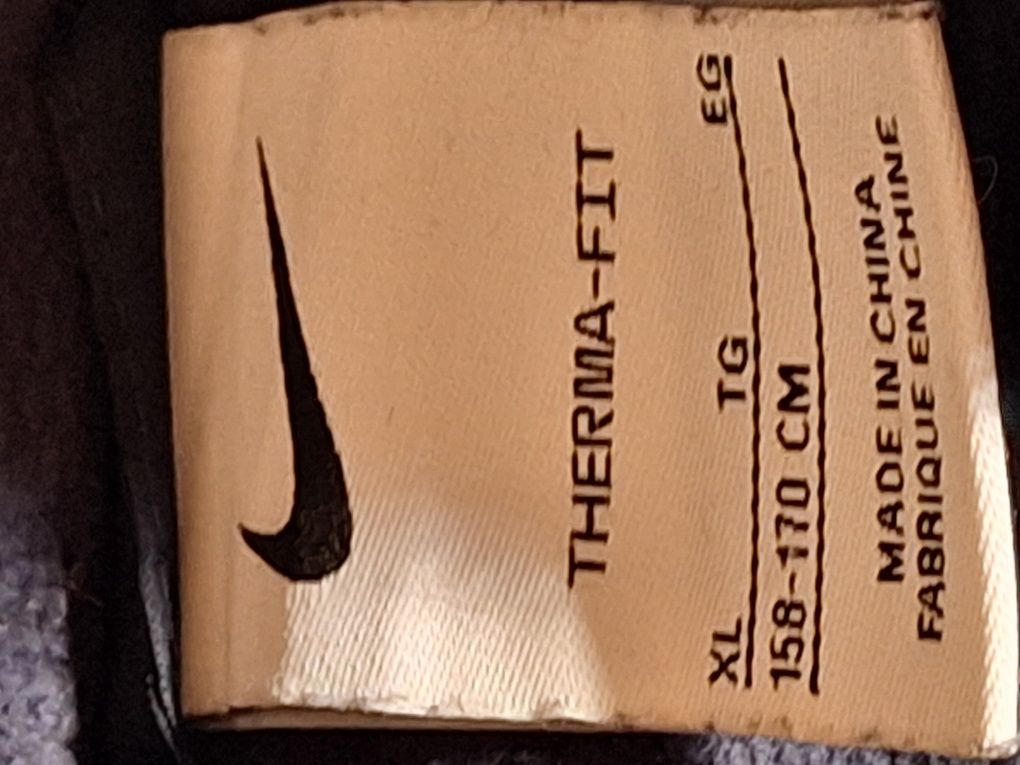 THERMA-FIT
XL TG EG
158-170 CM
MADE IN CHINA
FABRIQUE EN CHINE